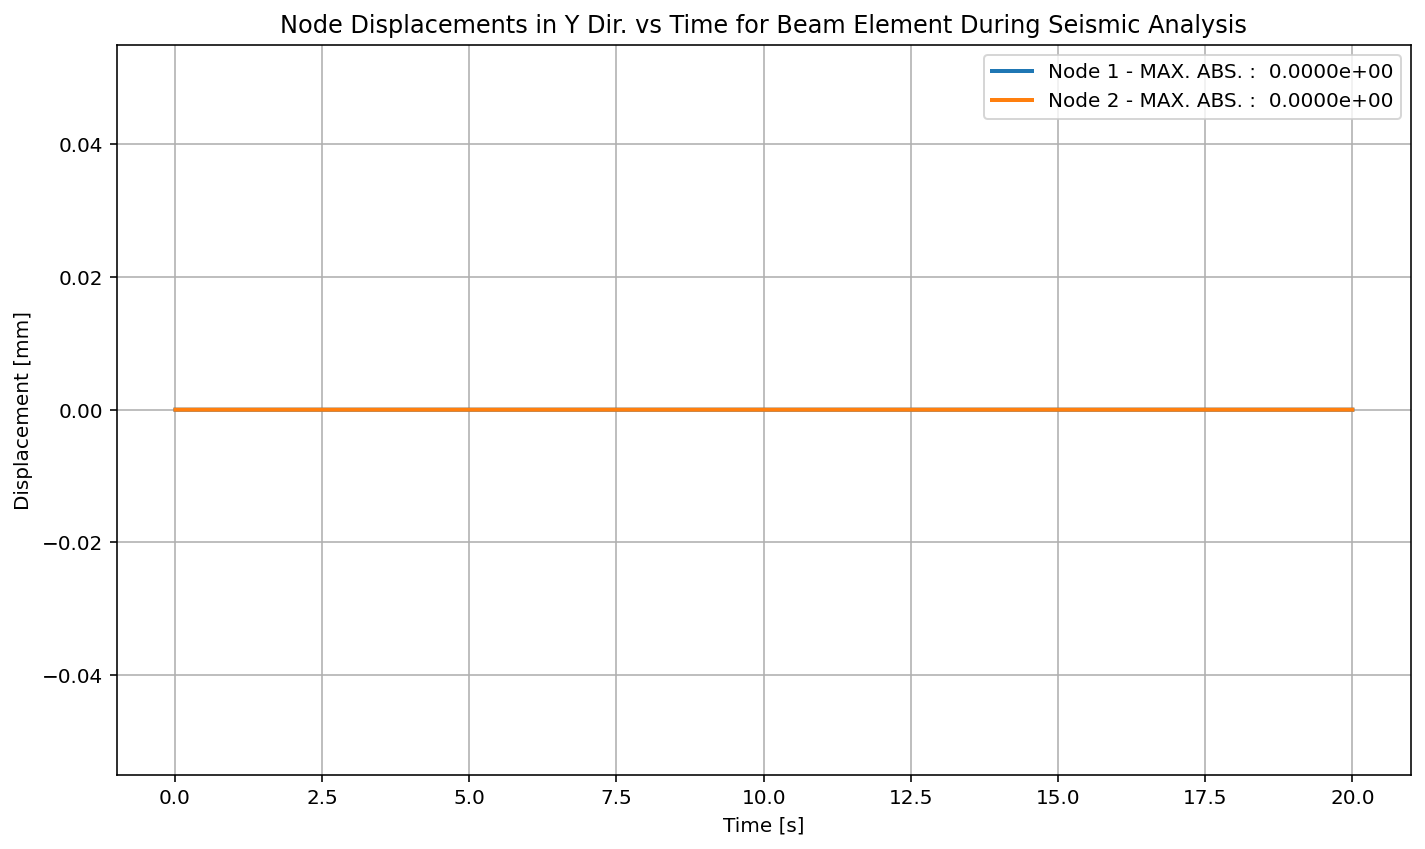 Node Displacements in Y Dir. vs Time for Beam Element During Seismic Analysis
Node 1 - MAX. ABS. :  0.0000e+00
Node 2 - MAX. ABS. :  0.0000e+00
0.04
0.02
0.00
−0.02
−0.04
Displacement [mm]
0.0 2.5 5.0 7.5 10.0 12.5 15.0 17.5 20.0
Time [s]